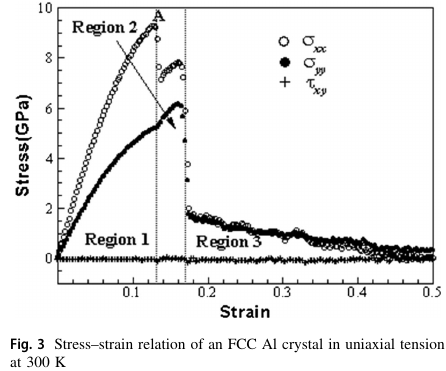 10
8
6
4
2
0
Stress(GPa)
A
Region 2
σxx
σyy
τxy
Region 1
Region 3
0.1 0.2 0.3 0.4 0.5
Strain
Fig. 3 Stress–strain relation of an FCC Al crystal in uniaxial tension
at 300 K